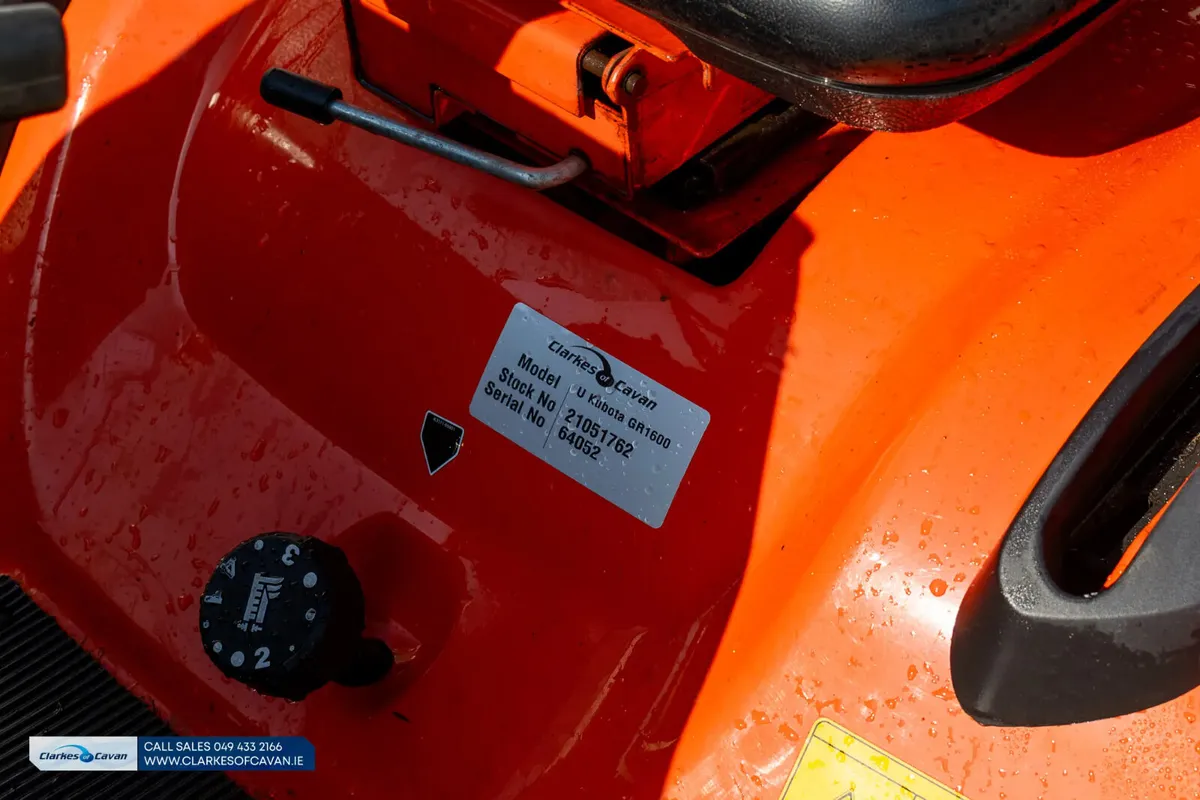 Clarkes of Cavan
Model U Kubota GR1600
Stock No 21051762
Serial No 64052
3
2
Clarkes of Cavan
CALL SALES 049 433 2166
WWW.CLARKESOFCAVAN.IE